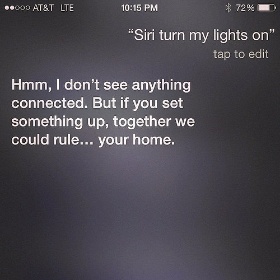 AT&T LTE 10:15 PM 72%
“Siri turn my lights on”
tap to edit
Hmm, I don’t see anything
connected. But if you set
something up, together we
could rule... your home.